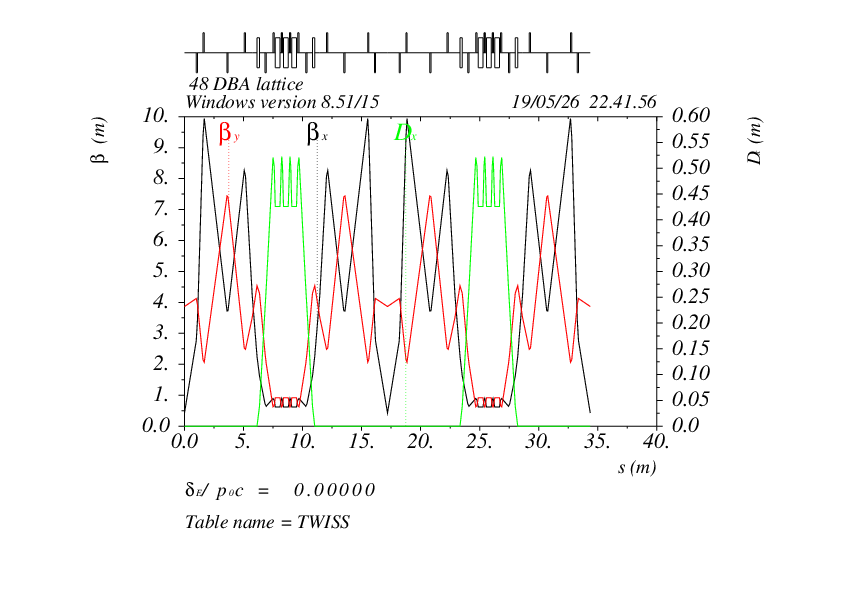 48 DBA lattice
Windows version 8.51/15 19/05/26 22.41.56
β (m)
10.
9.
8.
7.
6.
5.
4.
3.
2.
1.
0.0
βy βx Dx
0.60
0.55
0.50
0.45
0.40
0.35
0.30
0.25
0.20
0.15
0.10
0.05
0.0
D (m)
0.0 5. 10. 15. 20. 25. 30. 35. 40.
s (m)
δE/ p0c = 0.00000
Table name = TWISS